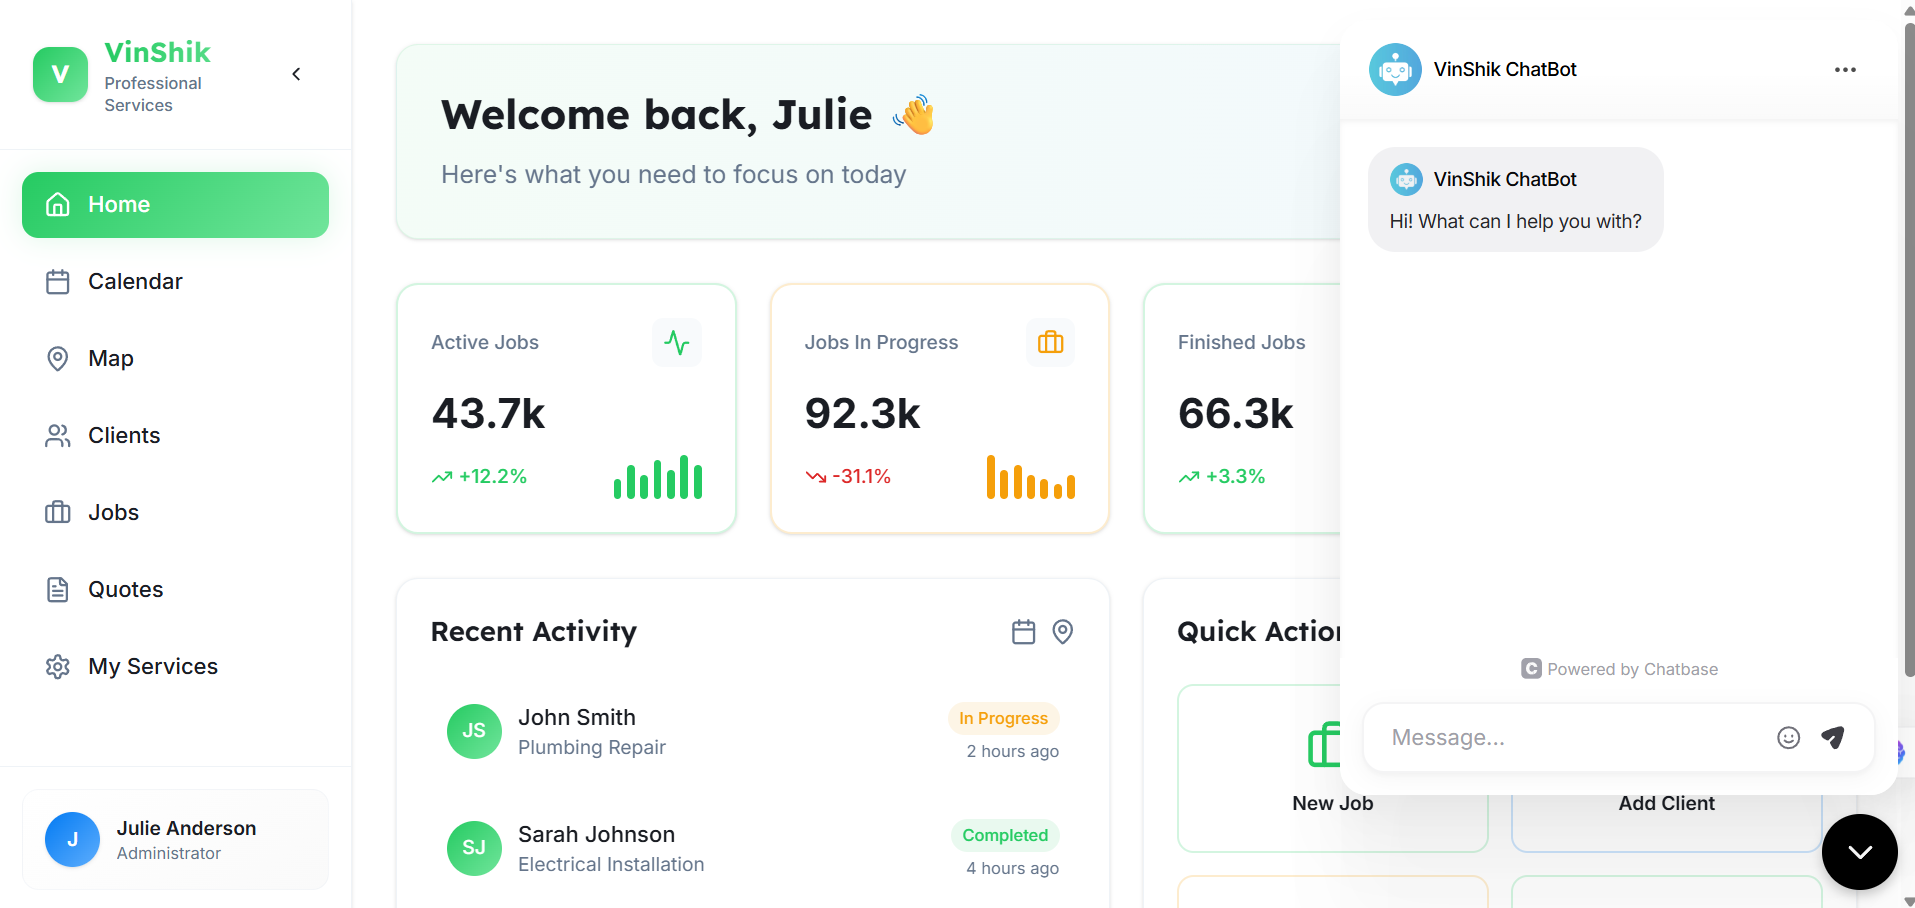 V
VinShik
Professional
Services
Home
Calendar
Map
Clients
Jobs
Quotes
My Services
J
Julie Anderson
Administrator
Welcome back, Julie 👋
Here's what you need to focus on today
Active Jobs
43.7k
+12.2%
Jobs In Progress
92.3k
-31.1%
Finished Jobs
66.3k
+3.3%
Recent Activity
JS
John Smith
Plumbing Repair
In Progress
2 hours ago
SJ
Sarah Johnson
Electrical Installation
Completed
4 hours ago
Quick Action
New Job
Add Client
VinShik ChatBot
VinShik ChatBot
Hi! What can I help you with?
C Powered by Chatbase
Message...